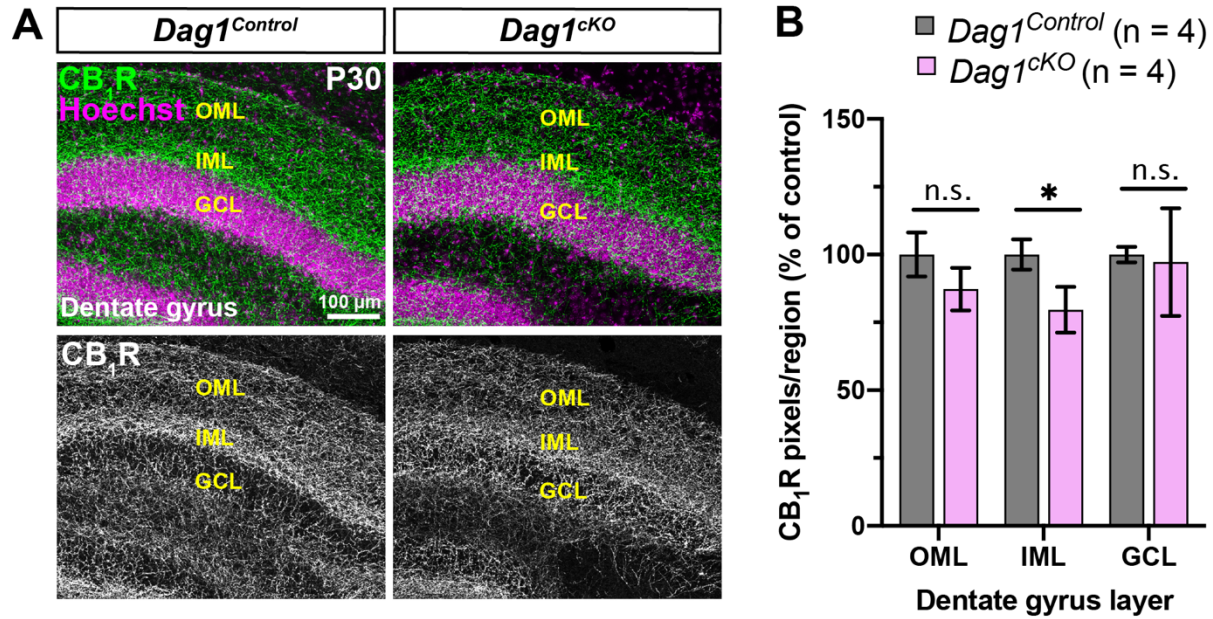 A
Dag1Control
Dag1cKO
CB1R
P30
Hoechst
OML
IML
GCL
Dentate gyrus
100 µm
OML
IML
GCL
CB1R
OML
IML
GCL
OML
IML
GCL
B
Dag1Control (n = 4)
Dag1cKO (n = 4)
CB1R pixels/region (% of control)
150
100
50
0
n.s.
*
n.s.
OML
IML
GCL
Dentate gyrus layer